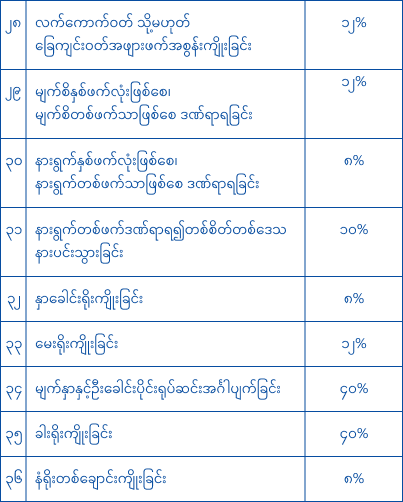 ၂၈ လက်ကောက်ဝတ် သို့မဟုတ် ၁၂%
ခြေကျင်းဝတ်အဖျားဖက်အစွန်းကျိုးခြင်း
၂၉ မျက်စိနှစ်ဖက်လုံးဖြစ်စေ၊ ၁၂%
မျက်စိတစ်ဖက်သာဖြစ်စေ ဒဏ်ရာရခြင်း
၃၀ နားရွက်နှစ်ဖက်လုံးဖြစ်စေ၊ ၈%
နားရွက်တစ်ဖက်သာဖြစ်စေ ဒဏ်ရာရခြင်း
၃၁ နားရွက်တစ်ဖက်ဒဏ်ရာရ၍တစ်စိတ်တစ်ဒေသ ၁၀%
နားပင်းသွားခြင်း
၃၂ နှာခေါင်းရိုးကျိုးခြင်း ၈%
၃၃ မေးရိုးကျိုးခြင်း ၁၂%
၃၄ မျက်နှာနှင့်ဦးခေါင်းပိုင်းရုပ်ဆင်းအင်္ဂါပျက်ခြင်း ၄၀%
၃၅ ခါးရိုးကျိုးခြင်း ၄၀%
၃၆ နံရိုးတစ်ချောင်းကျိုးခြင်း ၈%